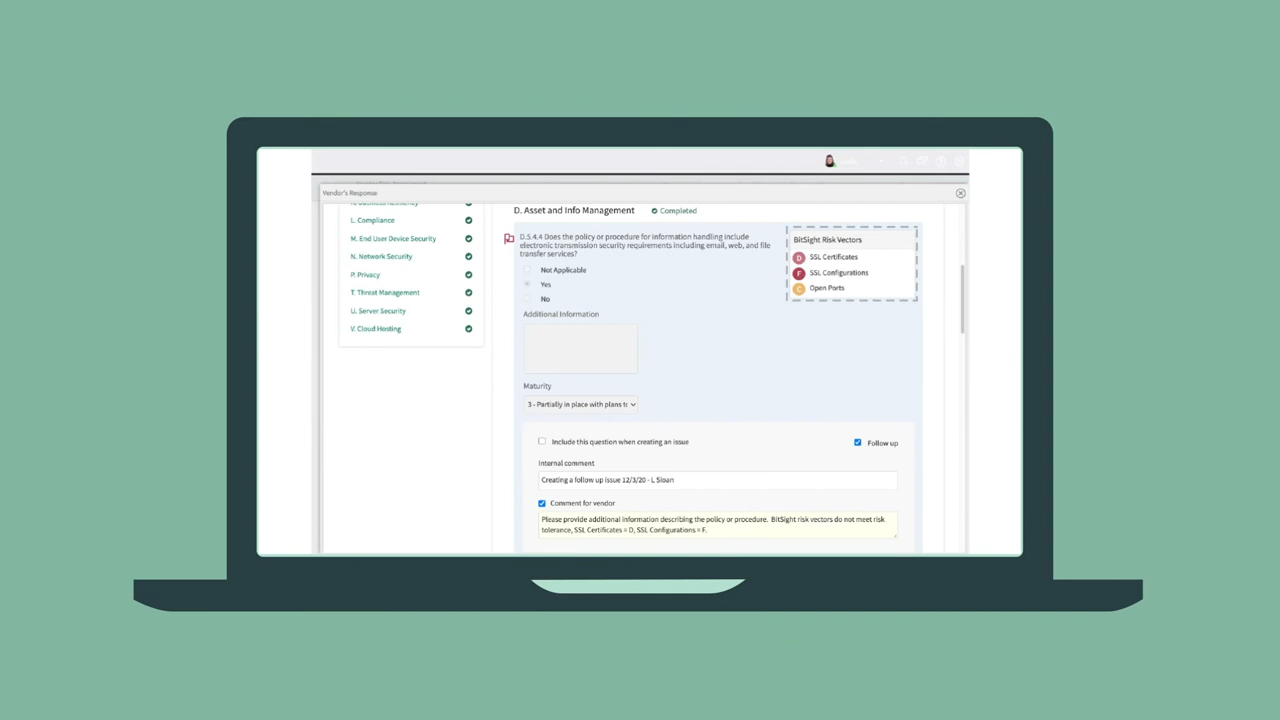 Vendor's Response
L. Compliance
M. End User Device Security
N. Network Security
P. Privacy
T. Threat Management
U. Server Security
V. Cloud Hosting
D. Asset and Info Management
Completed
D.5.4.4 Does the policy or procedure for information handling include
electronic transmission security requirements including email, web, and file
transfer services?
Not Applicable
Yes
No
Additional Information
Maturity
3 - Partially in place with plans to
BitSight Risk Vectors
D SSL Certificates
F SSL Configurations
C Open Ports
Include this question when creating an issue
Follow up
Internal comment
Creating a follow up issue 12/3/20 - L Sloan
Comment for vendor
Please provide additional information describing the policy or procedure. BitSight risk vectors do not meet risk
tolerance, SSL Certificates = D, SSL Configurations = F.